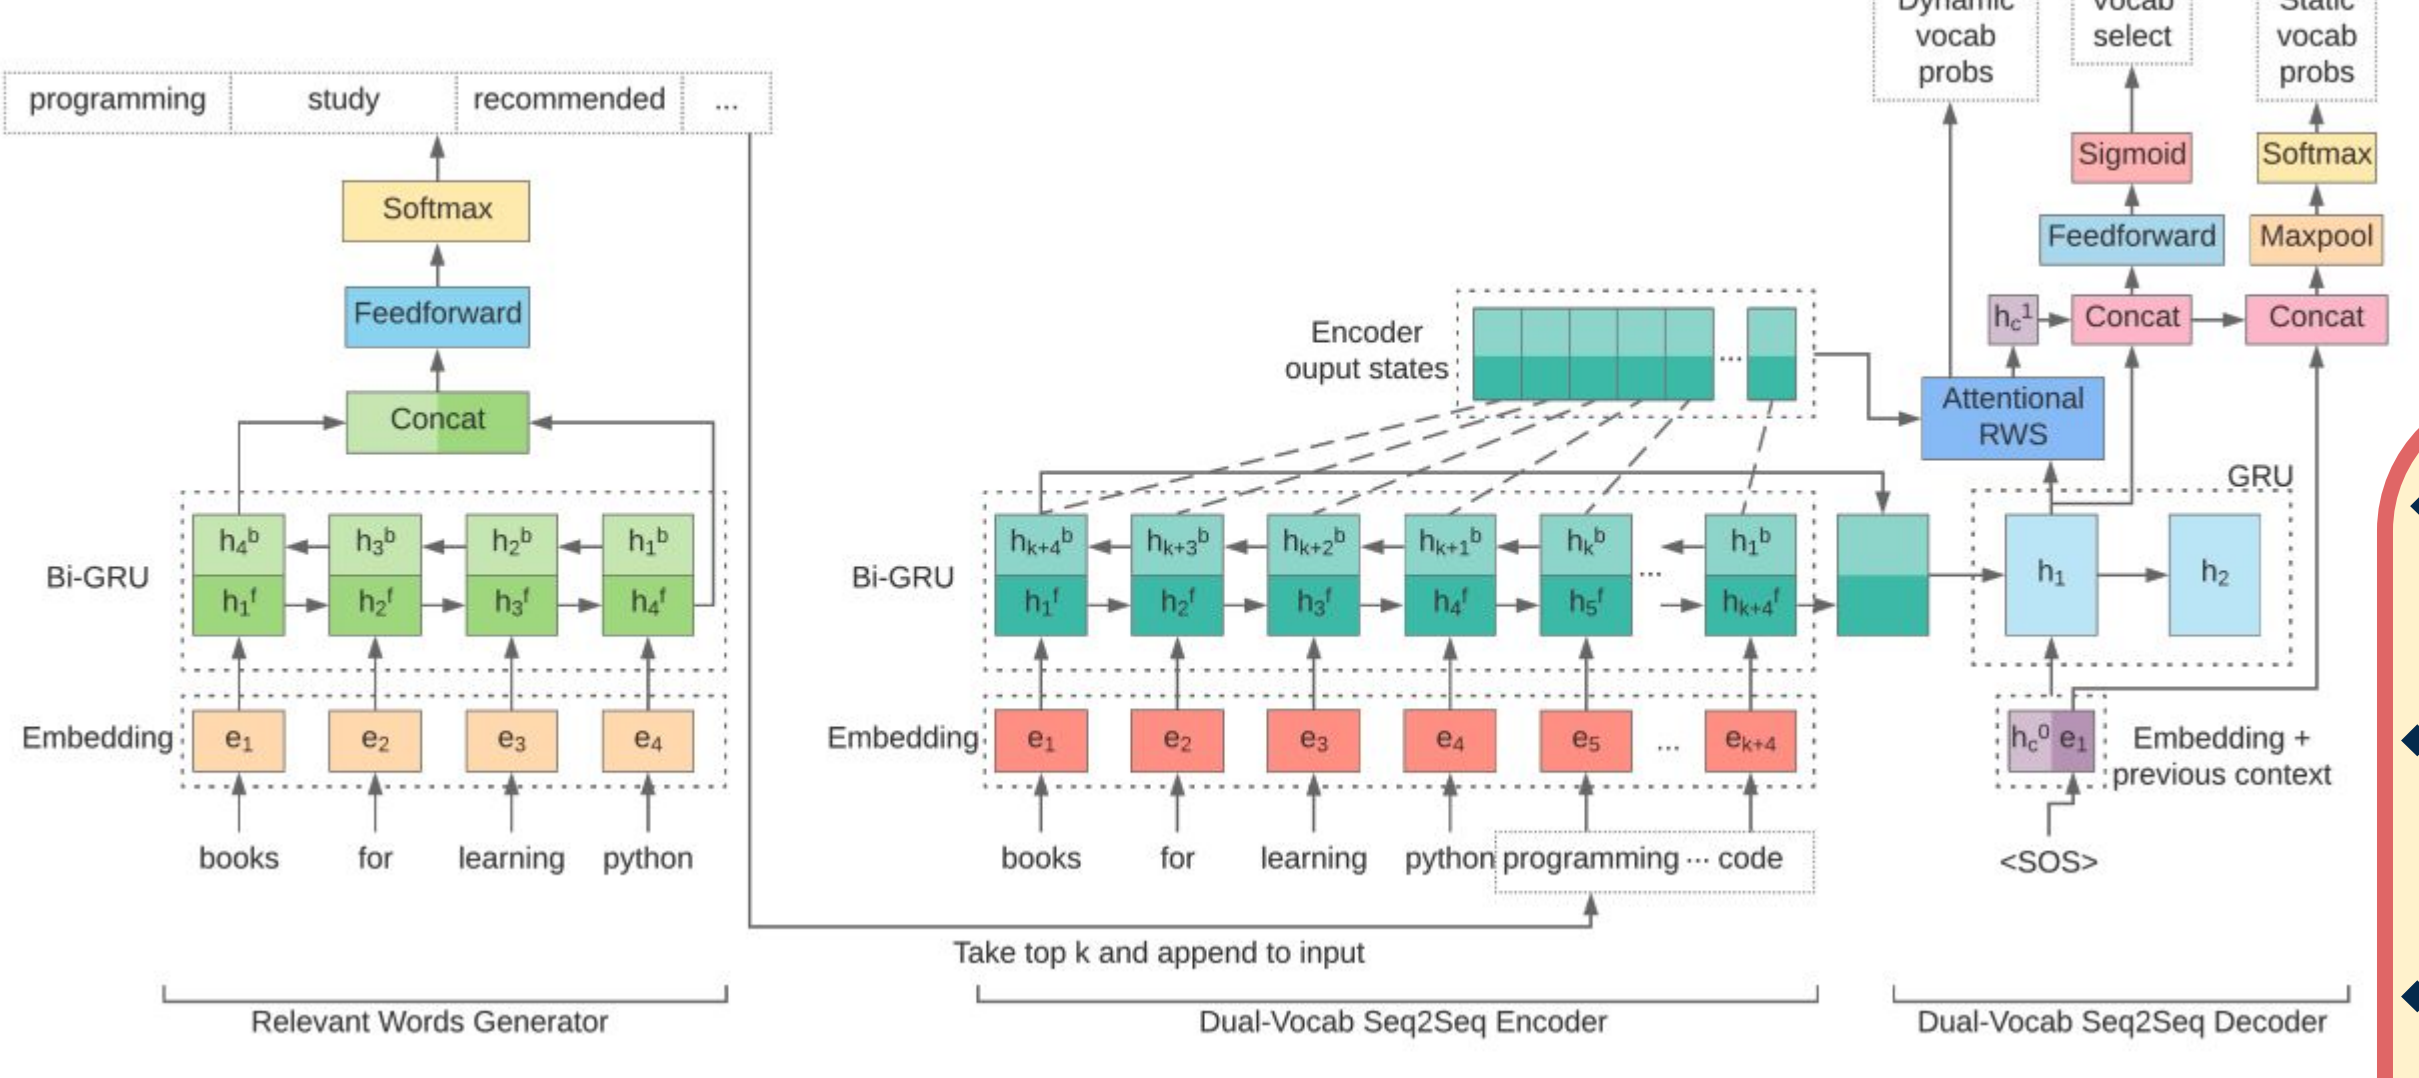 programming study recommended ...
Softmax
Feedforward
Concat
Bi-GRU
h4b h3b h2b h1b
h1f h2f h3f h4f
Embedding
e1 e2 e3 e4
books for learning python
Relevant Words Generator
Take top k and append to input
Encoder
ouput states
...
Bi-GRU
hk+4b hk+3b hk+2b hk+1b hkb h1b
...
h1f h2f h3f h4f h5f hk+4f
Embedding
e1 e2 e3 e4 e5 ... ek+4
books for learning python programming ... code
Dual-Vocab Seq2Seq Encoder
Dynamic
vocab
probs
vocab
select
Static
vocab
probs
Sigmoid
Softmax
Feedforward
Maxpool
hc1
Concat
Concat
Attentional
RWS
GRU
h1
h2
hc0 e1
Embedding +
previous context
<SOS>
Dual-Vocab Seq2Seq Decoder